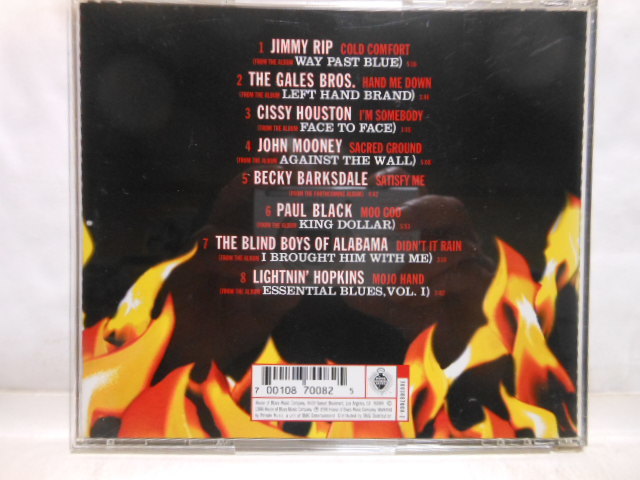 1 JIMMY RIP COLD COMFORT
(FROM THE ALBUM WAY PAST BLUE)
2 THE GALES BROS. HAND ME DOWN
(FROM THE ALBUM LEFT HAND BRAND)
3 CISSY HOUSTON I'M SOMEBODY
(FROM THE ALBUM FACE TO FACE)
4 JOHN MOONEY SACRED GROUND
(FROM THE ALBUM AGAINST THE WALL)
5 BECKY BARKSDALE SATISFY ME
(FROM THE FORTHCOMING ALBUM)
6 PAUL BLACK MOO GOO
(FROM THE ALBUM KING DOLLAR)
7 THE BLIND BOYS OF ALABAMA DIDN'T IT RAIN
(FROM THE ALBUM I BROUGHT HIM WITH ME)
8 LIGHTNIN' HOPKINS MOJO HAND
(FROM THE ALBUM ESSENTIAL BLUES, VOL. I)
7 00108 70082 5